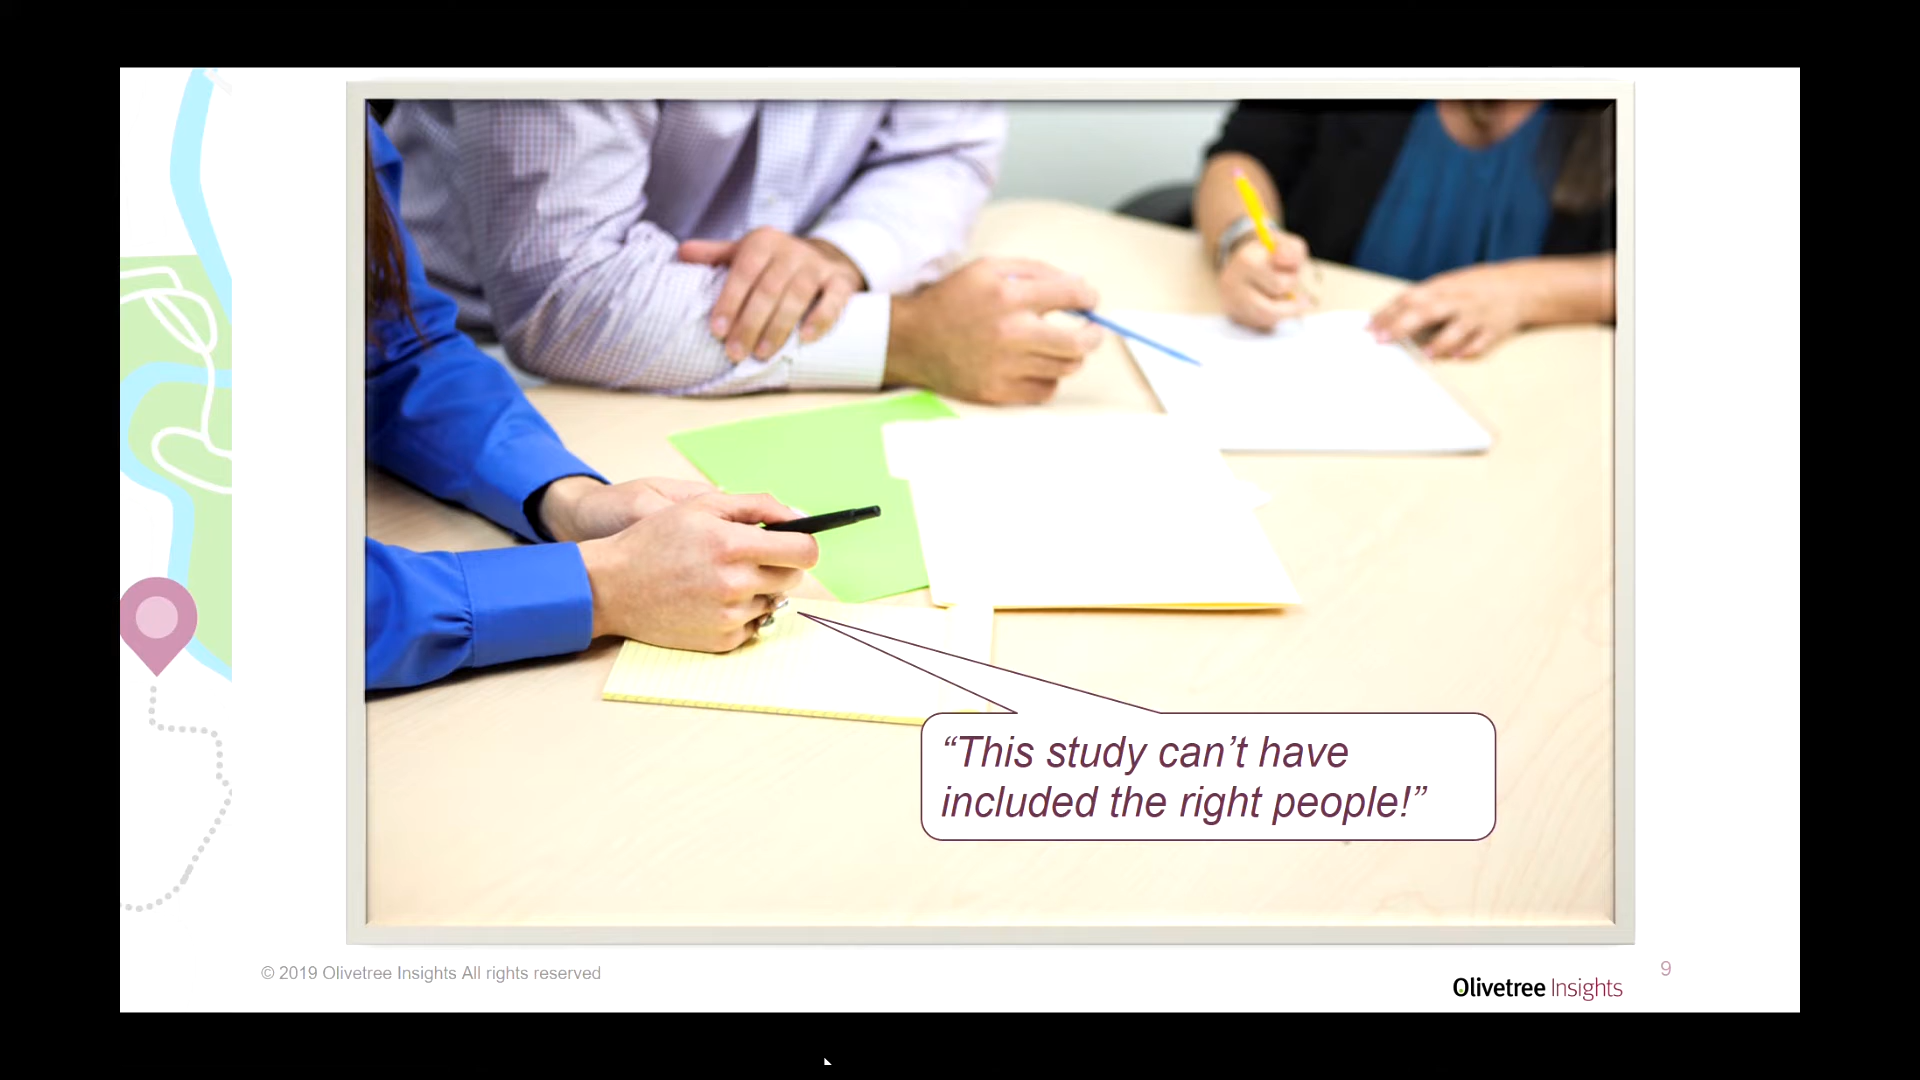 “This study can’t have
included the right people!”
© 2019 Olivetree Insights All rights reserved
Olivetree Insights
9